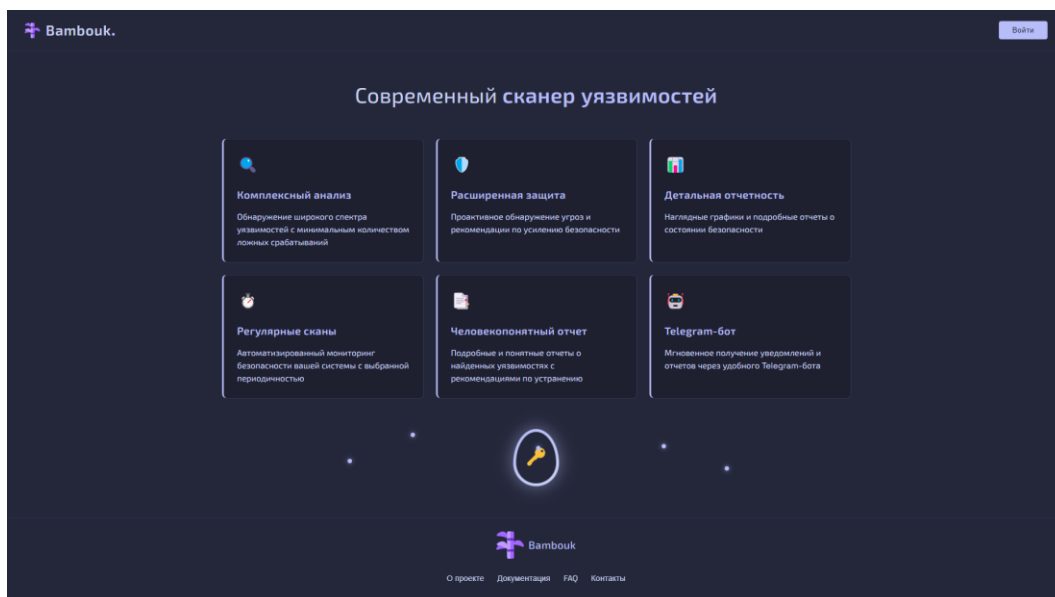 Bambouk.
Войти
Современный сканер уязвимостей
Комплексный анализ
Обнаружение широкого спектра
уязвимостей с минимальным количеством
ложных срабатываний
Расширенная защита
Проактивное обнаружение угроз и
рекомендации по усилению безопасности
Детальная отчетность
Наглядные графики и подробные отчеты о
состоянии безопасности
Регулярные сканы
Автоматизированный мониторинг
безопасности вашей системы с выбранной
периодичностью
Человекопонятный отчет
Подробные и понятные отчеты о
найденных уязвимостях с
рекомендациями по устранению
Telegram-бот
Мгновенное получение уведомлений и
отчетов через удобного Telegram-бота
Bambouk
О проекте Документация FAQ Контакты